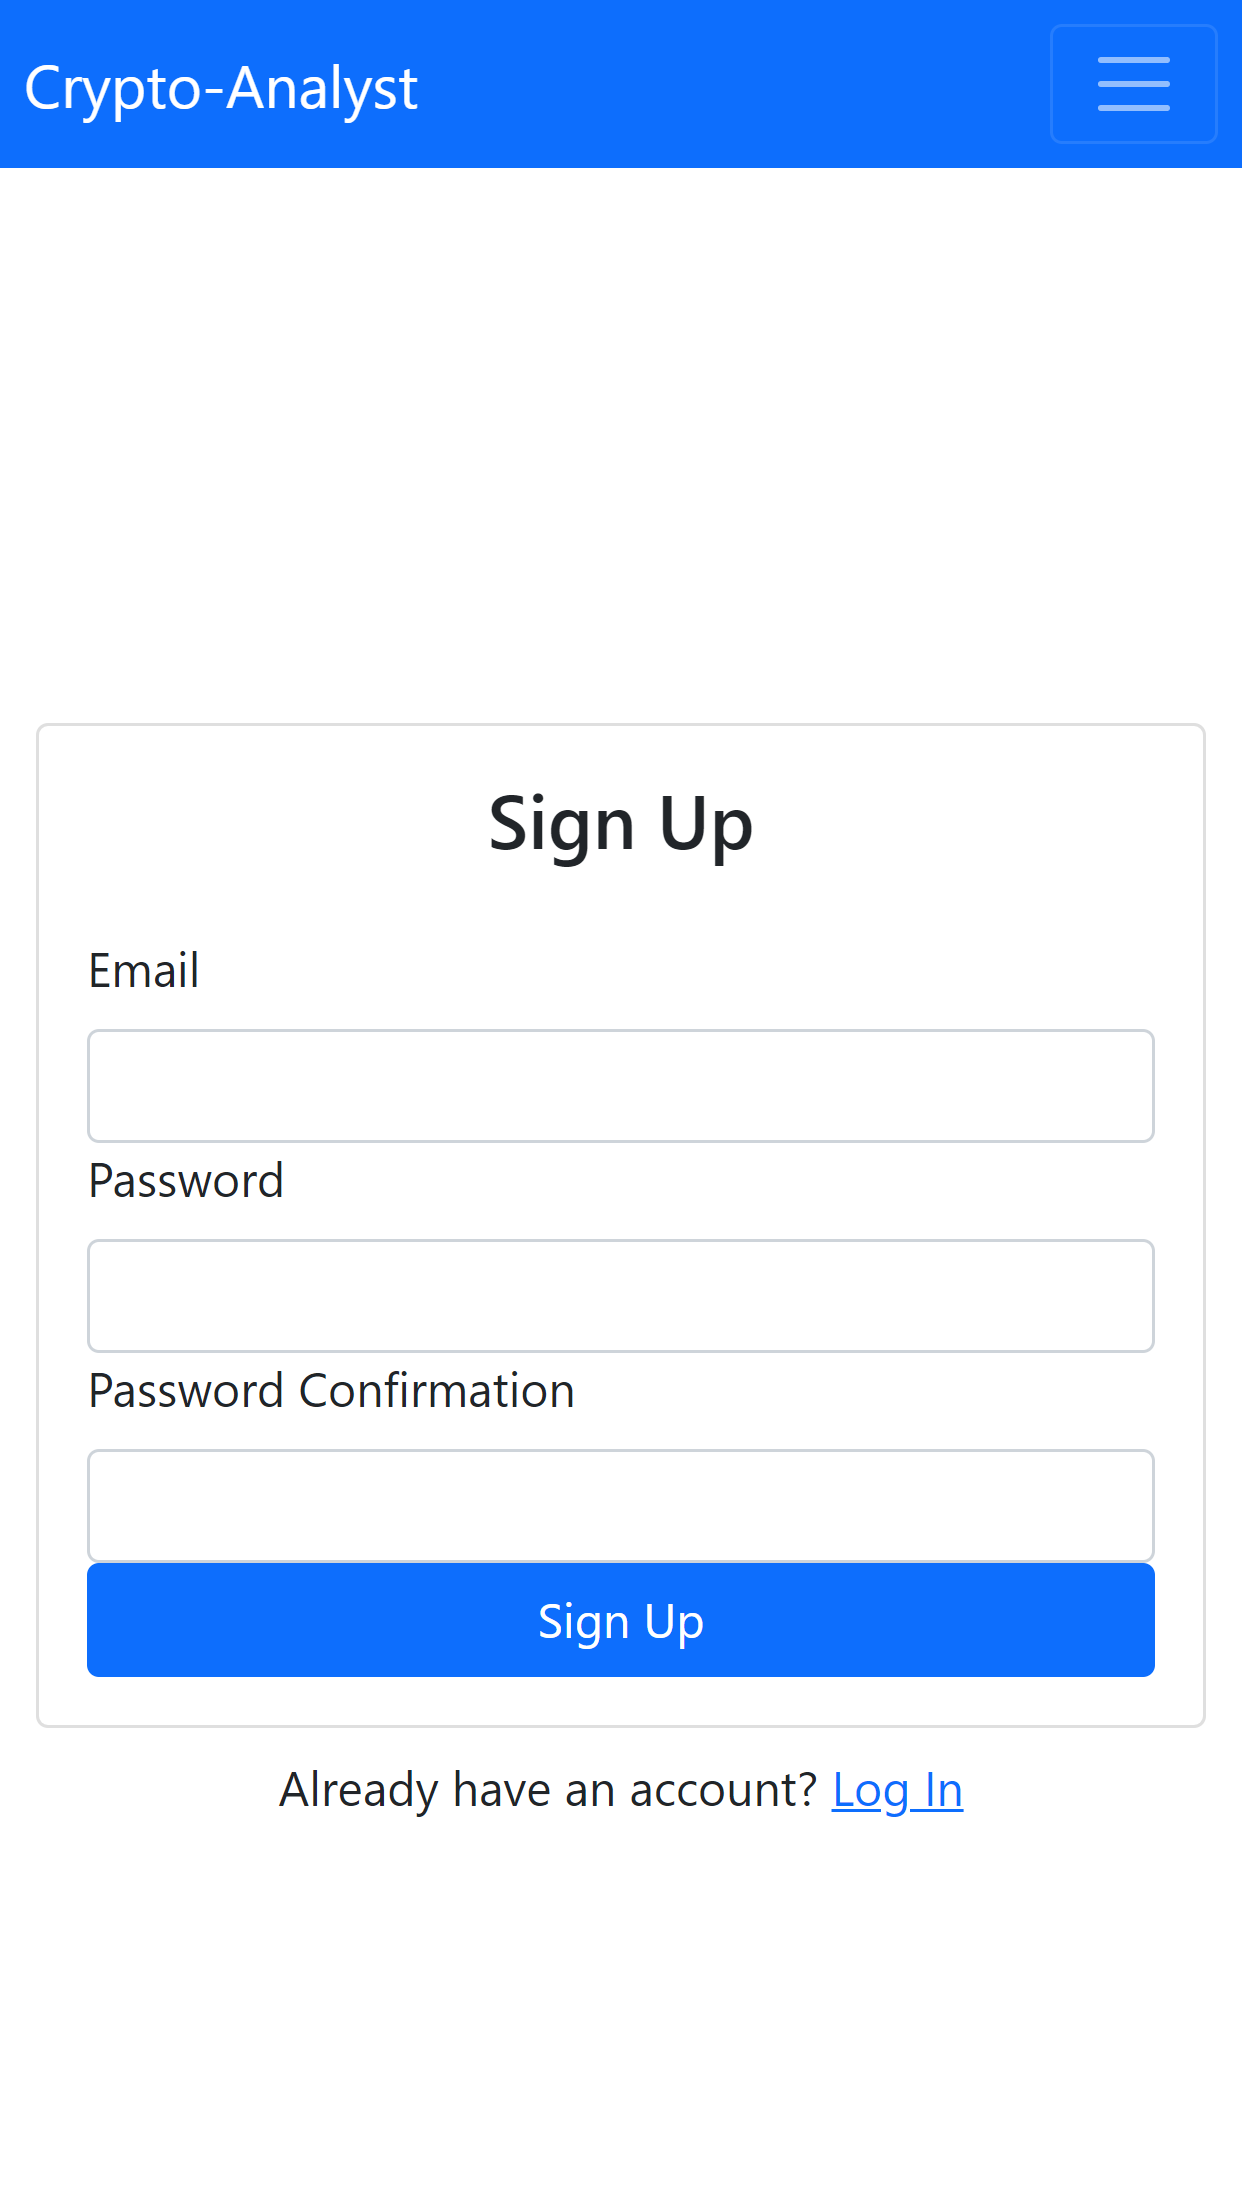 Crypto-Analyst
Sign Up
Email
Password
Password Confirmation
Sign Up
Already have an account? Log In